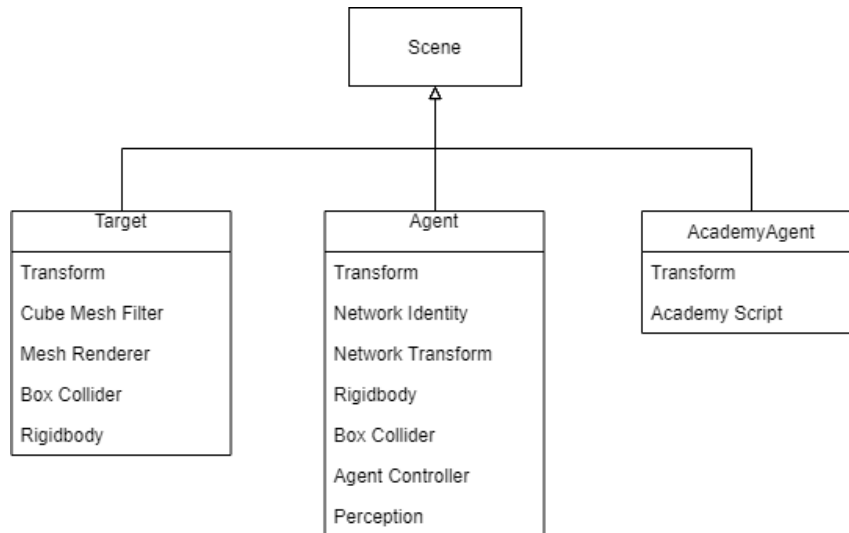 Scene
Target
Transform
Cube Mesh Filter
Mesh Renderer
Box Collider
Rigidbody
Agent
Transform
Network Identity
Network Transform
Rigidbody
Box Collider
Agent Controller
Perception
AcademyAgent
Transform
Academy Script